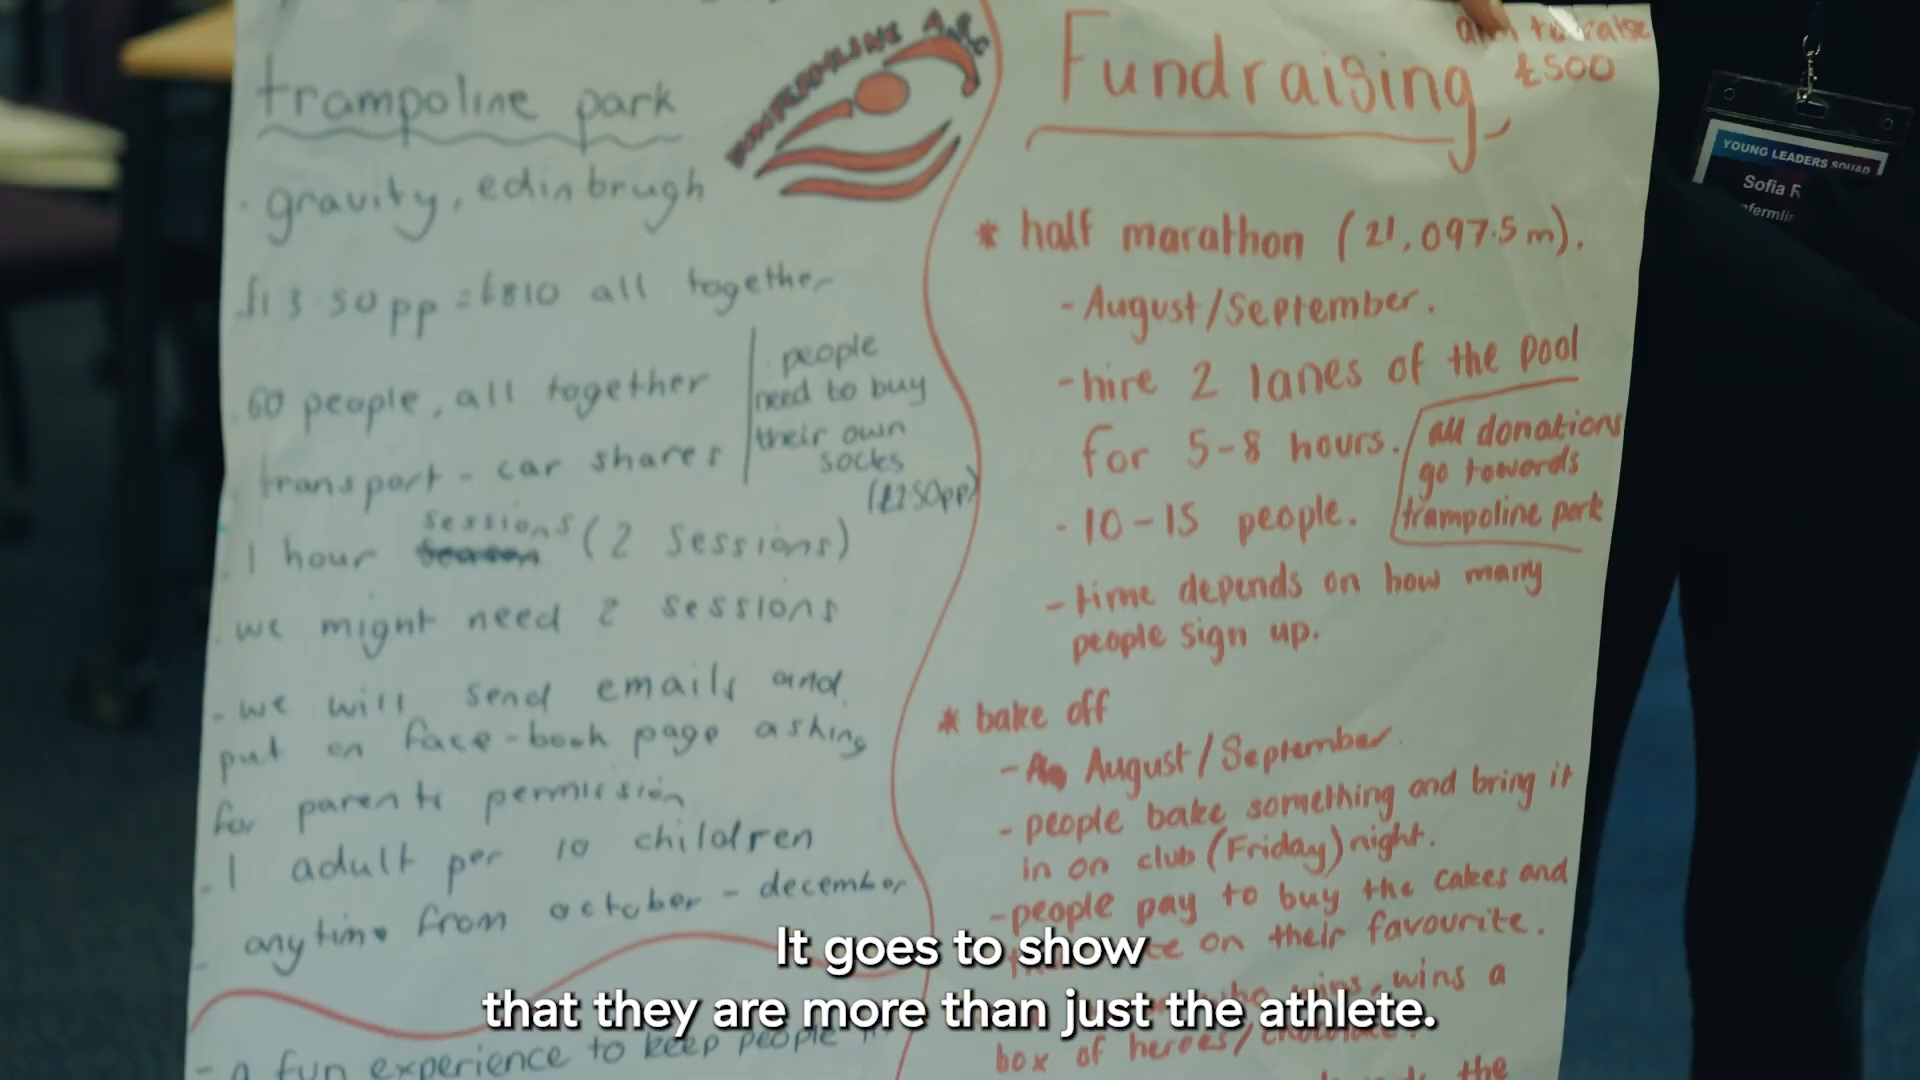 trampoline park
· gravity, edinbrugh
· £13.50pp = £810 all together
· 60 people, all together
· transport - car shares
· people
need to buy
their own
socks
(£2.50pp)
sessions
· 1 hour (2 sessions)
· we might need 2 sessions
- we will send emails and
put on face-book page asking
for parents permission
- 1 adult per 10 children
- anytime from october - december
- a fun experience to keep people
DUNFERMLINE ASC
Fundraising
aim to raise
£500
* half marathon (21,097.5m).
- August/September.
- hire 2 lanes of the pool
for 5-8 hours.
all donations
go towards
trampoline park
- 10-15 people.
- time depends on how many
people sign up.
* bake off
- August/September.
- people bake something and bring it
in on club (Friday) night.
- people pay to buy the cakes and
on their favourite.
who wins, wins a
box of heroes/chocolate.
the
YOUNG LEADERS SQUAD
Sofia R
It goes to show
that they are more than just the athlete.